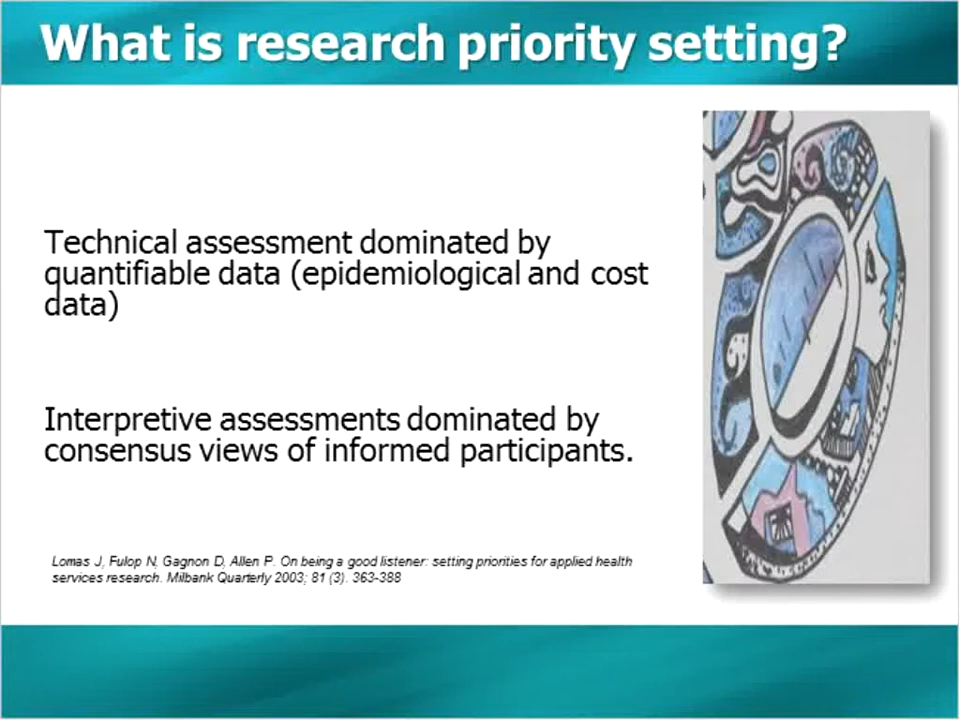 What is research priority setting?
Technical assessment dominated by
quantifiable data (epidemiological and cost
data)
Interpretive assessments dominated by
consensus views of informed participants.
Lomas J, Fulop N, Gagnon D, Allen P. On being a good listener: setting priorities for applied health
services research. Milbank Quarterly 2003; 81 (3). 363-388